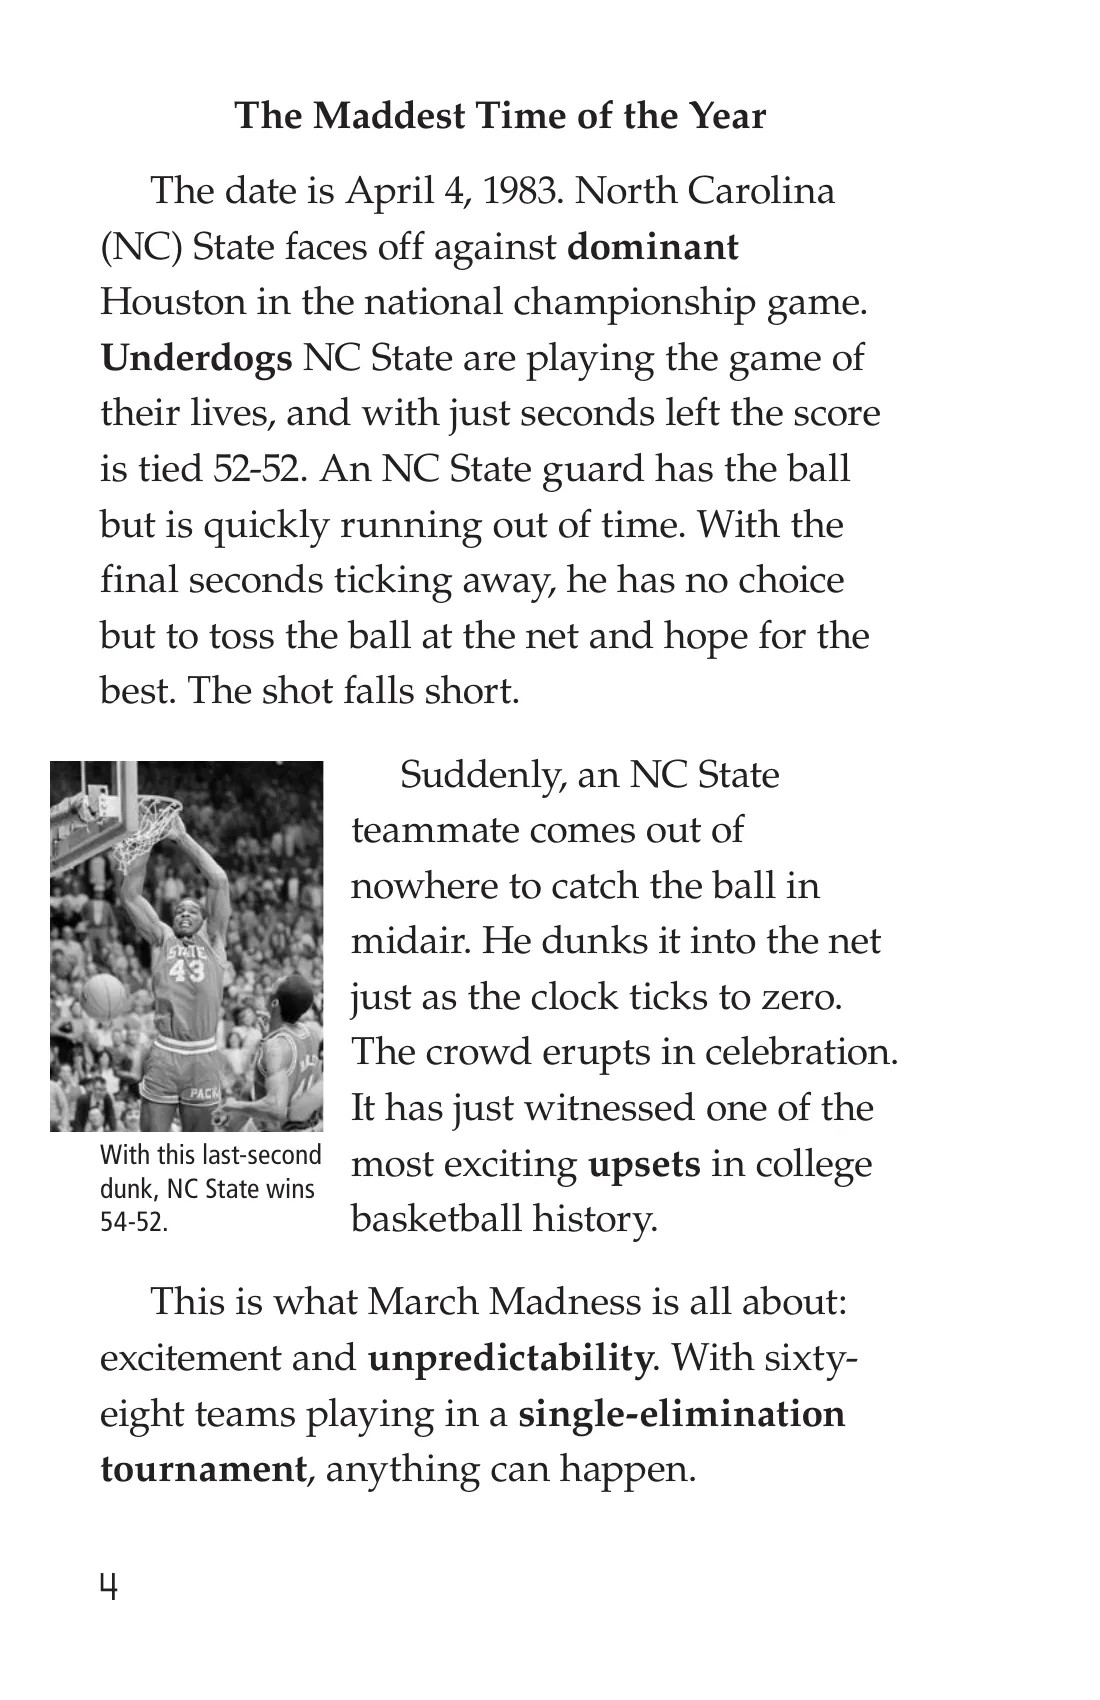 The Maddest Time of the Year
The date is April 4, 1983. North Carolina
(NC) State faces off against dominant
Houston in the national championship game.
Underdogs NC State are playing the game of
their lives, and with just seconds left the score
is tied 52-52. An NC State guard has the ball
but is quickly running out of time. With the
final seconds ticking away, he has no choice
but to toss the ball at the net and hope for the
best. The shot falls short.
STATE
43
PACK
With this last-second
dunk, NC State wins
54-52.
Suddenly, an NC State
teammate comes out of
nowhere to catch the ball in
midair. He dunks it into the net
just as the clock ticks to zero.
The crowd erupts in celebration.
It has just witnessed one of the
most exciting upsets in college
basketball history.
This is what March Madness is all about:
excitement and unpredictability. With sixty-
eight teams playing in a single-elimination
tournament, anything can happen.
4